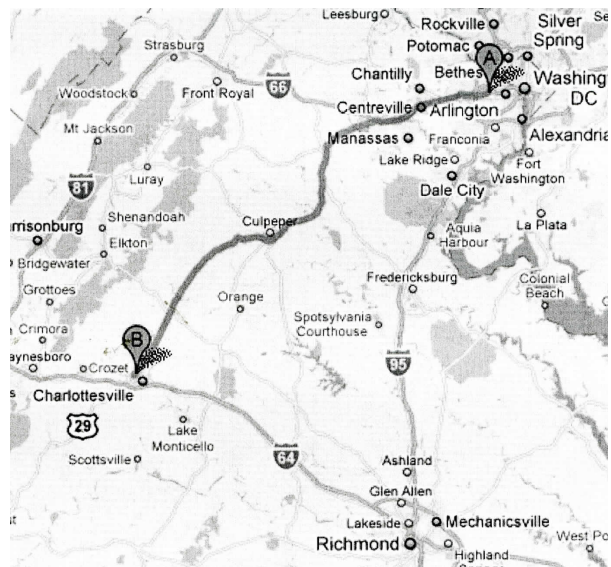 Leesburg
Rockville
Silver
Spring
Potomac
Strasburg
Bethes
A
Chantilly
Washing
DC
Front Royal
66
Woodstock
Centreville
Arlington
Mt Jackson
Manassas
Franconia
Alexandria
Lake Ridge
Fort
Washington
Luray
81
Dale City
Shenandoah
Culpeper
La Plata
rrisonburg
Aquia
Harbour
Elkton
Bridgewater
Fredericksburg
Colonial
Beach
Grottoes
Orange
Spotsylvania
Courthouse
Crimora
B
aynesboro
Crozet
95
Charlottesville
29
Lake
Monticello
Scottsville
64
Ashland
Glen Allen
Lakeside
Mechanicsville
Richmond
West Po
Highland